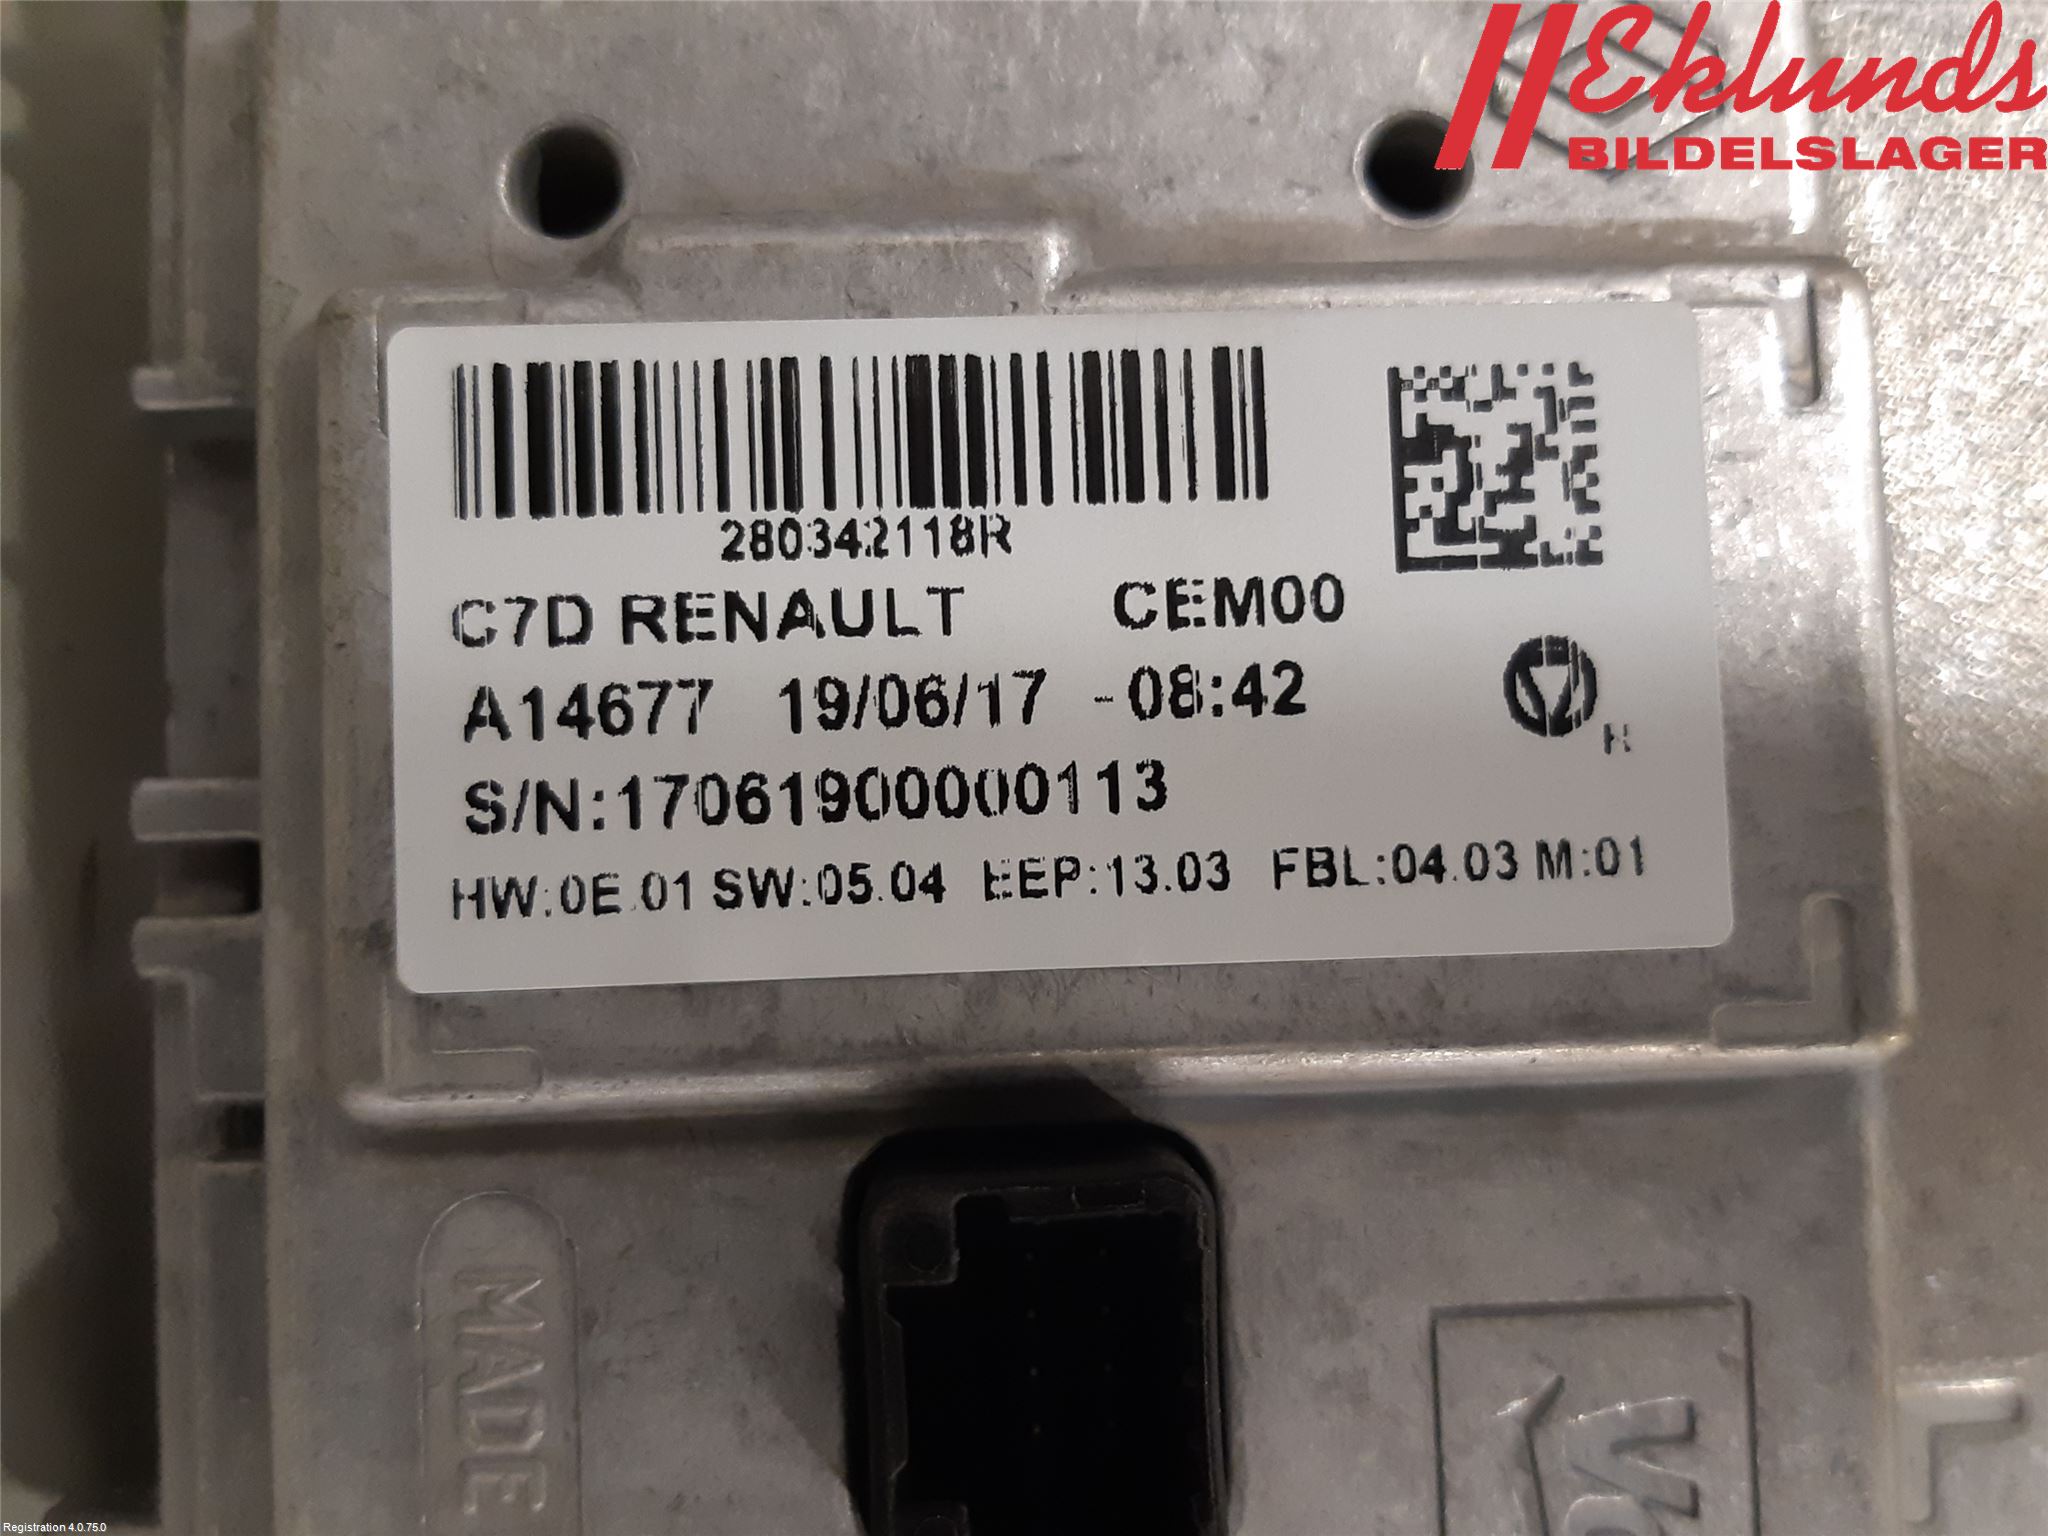 Eklunds
BILDELSLAGER
280342118R
C7D RENAULT CEM00
A14677 19/06/17 -08:42
S/N:17061900000113
HW:0E.01 SW:05.04 EEP:13.03 FBL:04.03 M:01
MADE
Registration 4.0.75.0